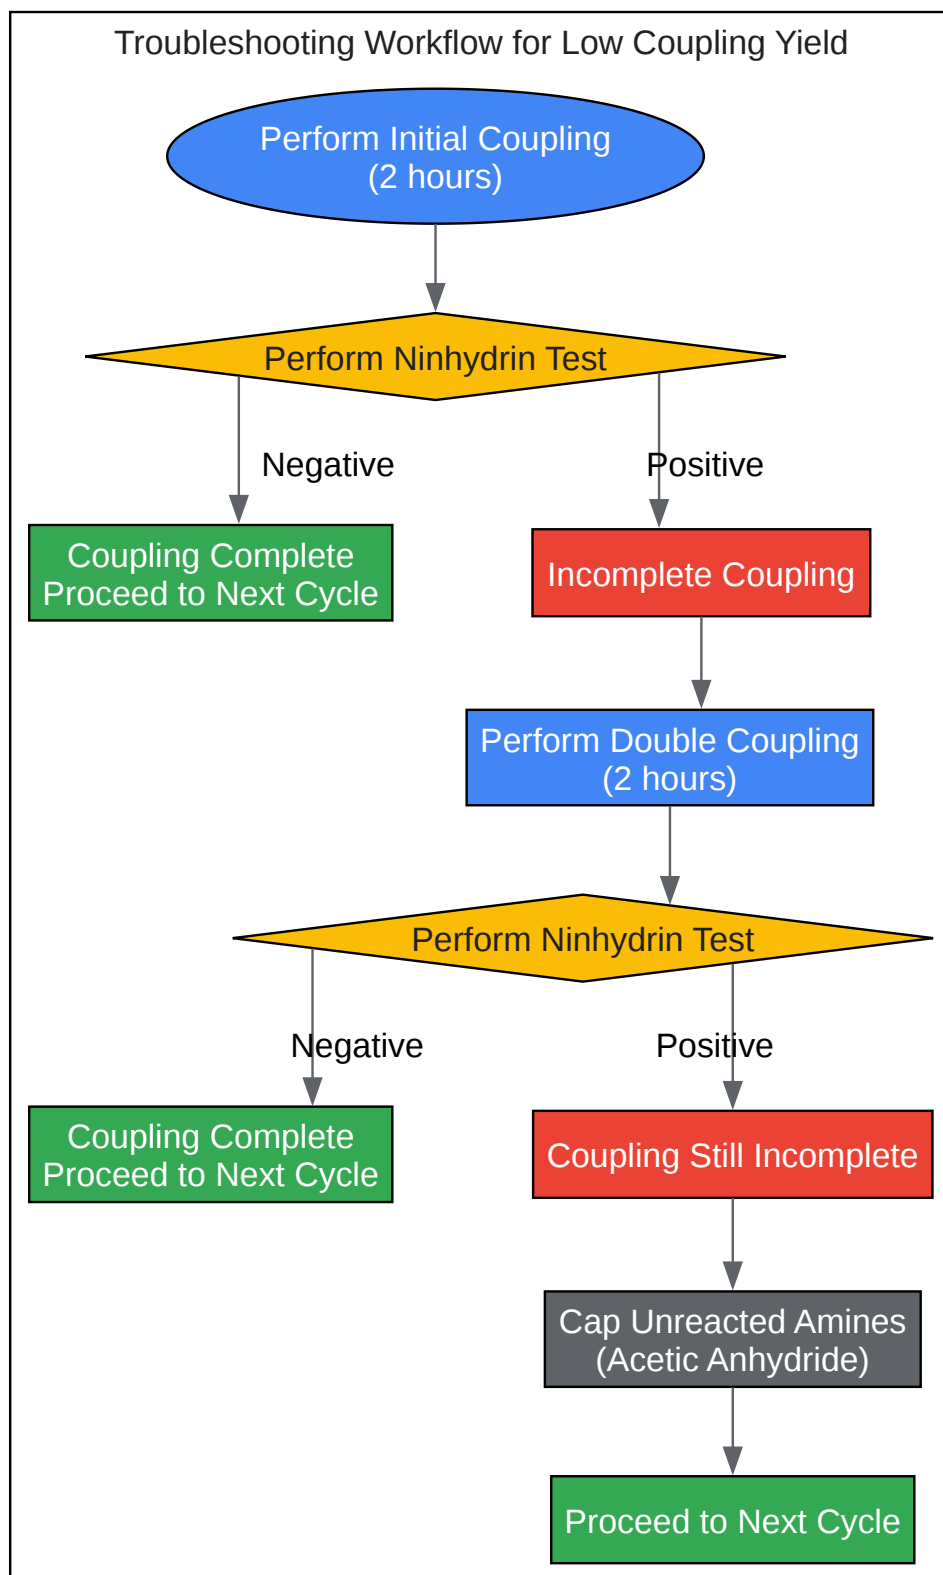 Troubleshooting Workflow for Low Coupling Yield
Perform Initial Coupling
(2 hours)
Perform Ninhydrin Test
Negative
Positive
Coupling Complete
Proceed to Next Cycle
Incomplete Coupling
Perform Double Coupling
(2 hours)
Perform Ninhydrin Test
Negative
Positive
Coupling Complete
Proceed to Next Cycle
Coupling Still Incomplete
Cap Unreacted Amines
(Acetic Anhydride)
Proceed to Next Cycle